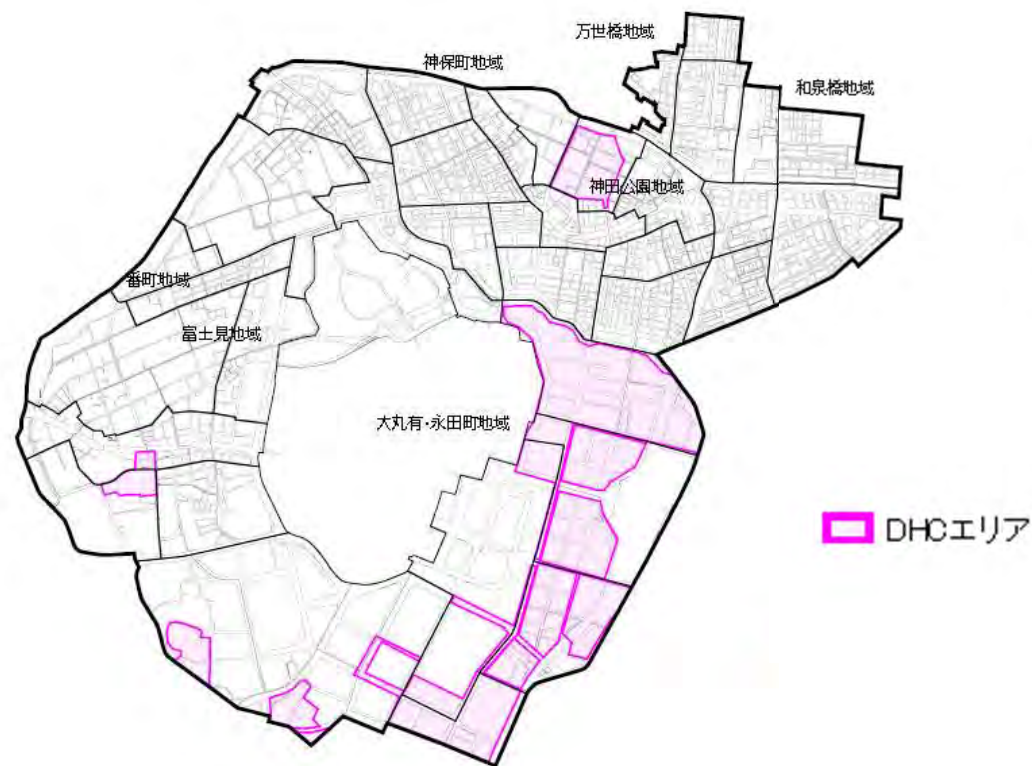 万世橋地域
神保町地域
和泉橋地域
神田公園地域
番町地域
富士見地域
大丸有・永田町地域
DHCエリア